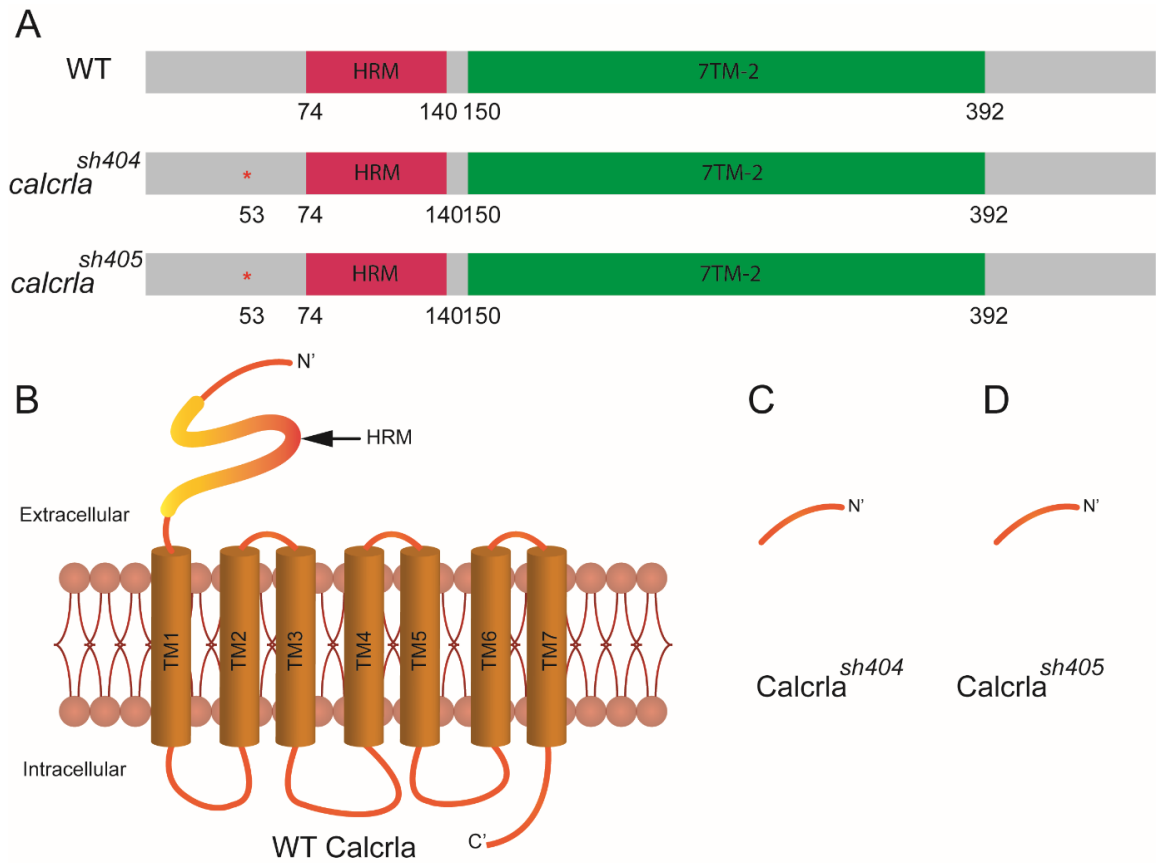 A
WT
HRM
7TM-2
74
140 150
392
calcrla sh404
*
HRM
7TM-2
53
74
140150
392
calcrla sh405
*
HRM
7TM-2
53
74
140150
392
B
N'
HRM
Extracellular
TM1
TM2
TM3
TM4
TM5
TM6
TM7
Intracellular
C'
WT Calcrla
C
N'
Calcrla sh404
D
N'
Calcrla sh405